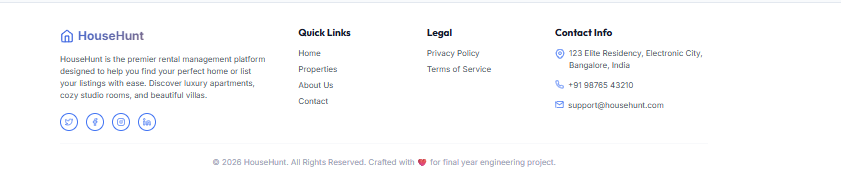 HouseHunt
HouseHunt is the premier rental management platform
designed to help you find your perfect home or list
your listings with ease. Discover luxury apartments,
cozy studio rooms, and beautiful villas.
Quick Links
Home
Properties
About Us
Contact
Legal
Privacy Policy
Terms of Service
Contact Info
123 Elite Residency, Electronic City,
Bangalore, India
+91 98765 43210
support@househunt.com
© 2026 HouseHunt. All Rights Reserved. Crafted with ❤️ for final year engineering project.